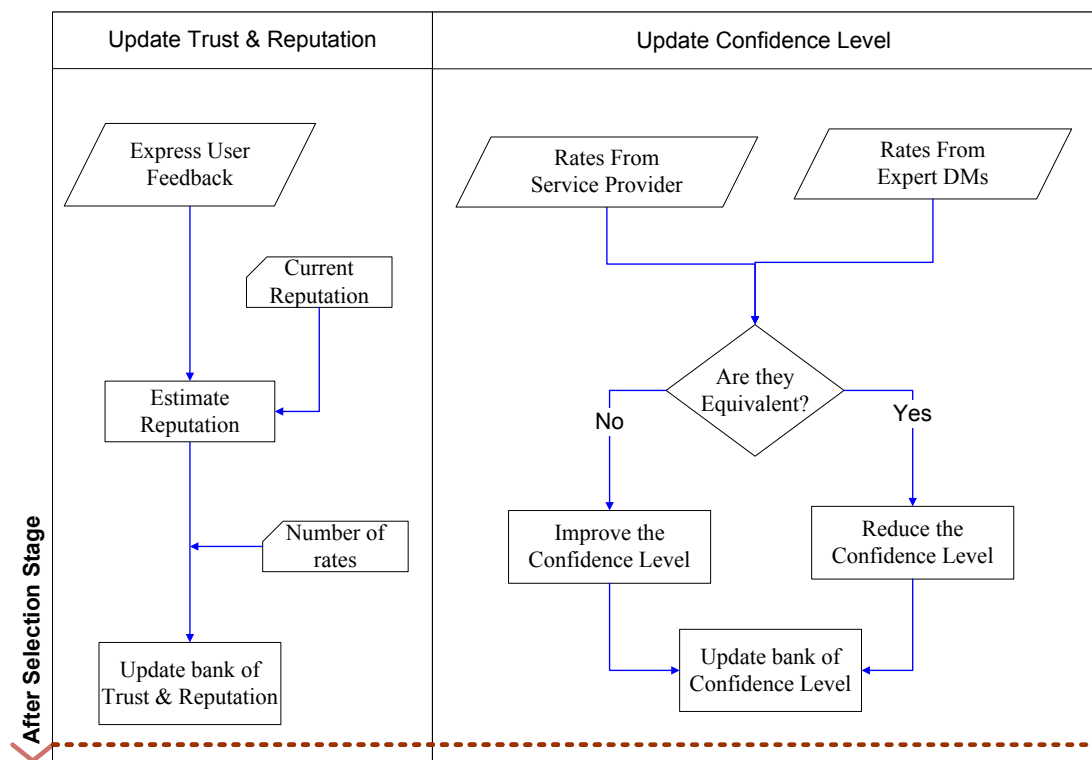 Update Trust & Reputation
Update Confidence Level
Express User
Feedback
Current
Reputation
Estimate
Reputation
Number of
rates
Update bank of
Trust & Reputation
Rates From
Service Provider
Rates From
Expert DMs
Are they
Equivalent?
No
Yes
Improve the
Confidence Level
Reduce the
Confidence Level
Update bank of
Confidence Level
After Selection Stage